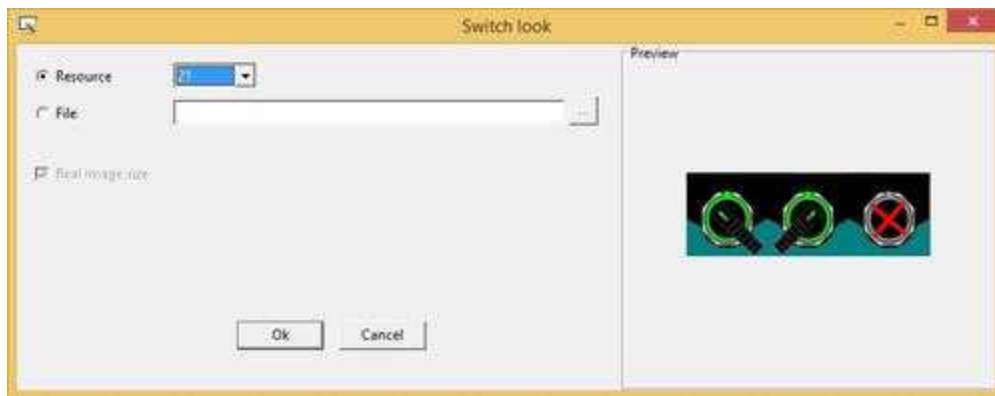 Switch look
Preview
Resource
21
File
...
Real image size
Ok
Cancel